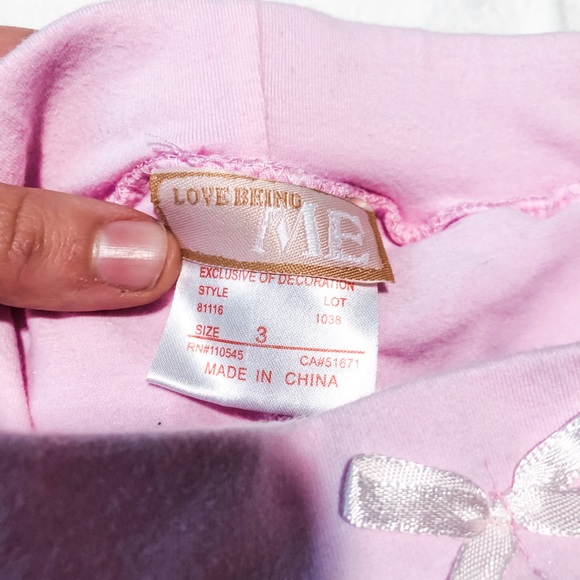 LOVE BEING
ME
EXCLUSIVE OF DECORATION
STYLE LOT
81116 1038
SIZE 3
RN#110545 CA#51671
MADE IN CHINA